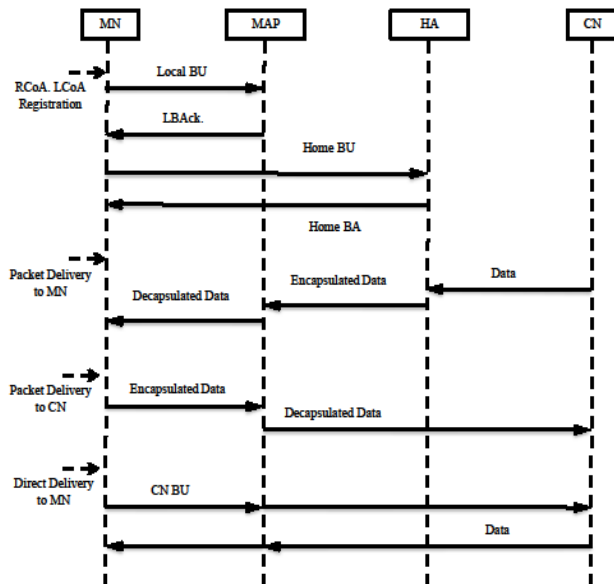 MN
MAP
HA
CN
Local BU
RCoA. LCoA
Registration
LBAck.
Home BU
Home BA
Packet Delivery
to MN
Data
Encapsulated Data
Decapsulated Data
Packet Delivery
to CN
Encapsulated Data
Decapsulated Data
Direct Delivery
to MN
CN BU
Data